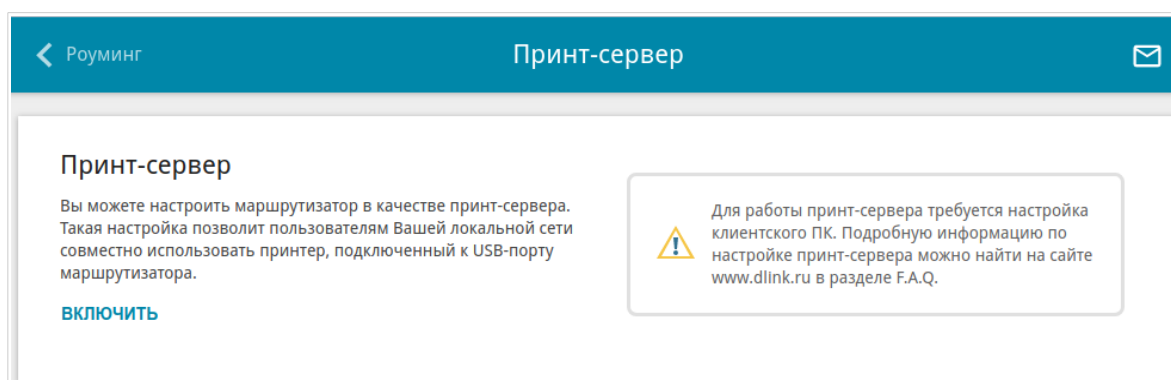 Роуминг
Принт-сервер
Принт-сервер
Вы можете настроить маршрутизатор в качестве принт-сервера.
Такая настройка позволит пользователям Вашей локальной сети
совместно использовать принтер, подключенный к USB-порту
маршрутизатора.
ВКЛЮЧИТЬ
Для работы принт-сервера требуется настройка
клиентского ПК. Подробную информацию по
настройке принт-сервера можно найти на сайте
www.dlink.ru в разделе F.A.Q.